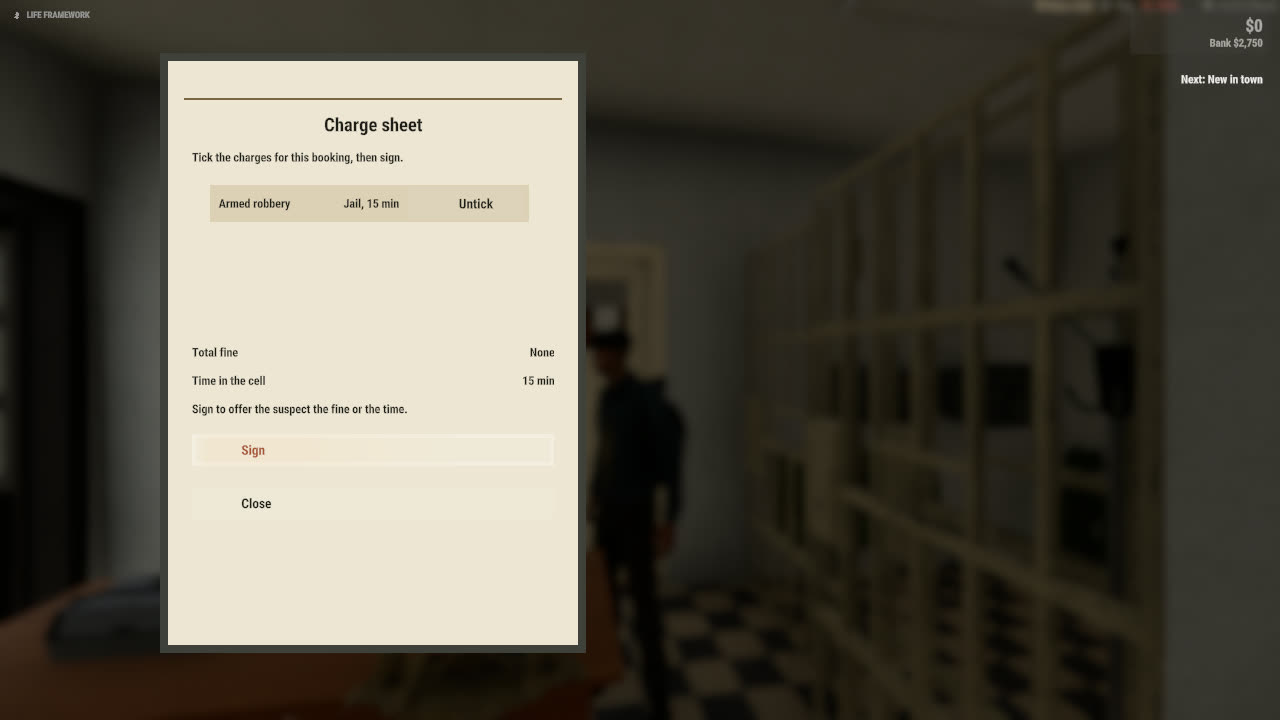 LIFE FRAMEWORK
$0
Bank $2,750
Next: New in town
Charge sheet
Tick the charges for this booking, then sign.
Armed robbery Jail, 15 min Untick
Total fine None
Time in the cell 15 min
Sign to offer the suspect the fine or the time.
Sign
Close